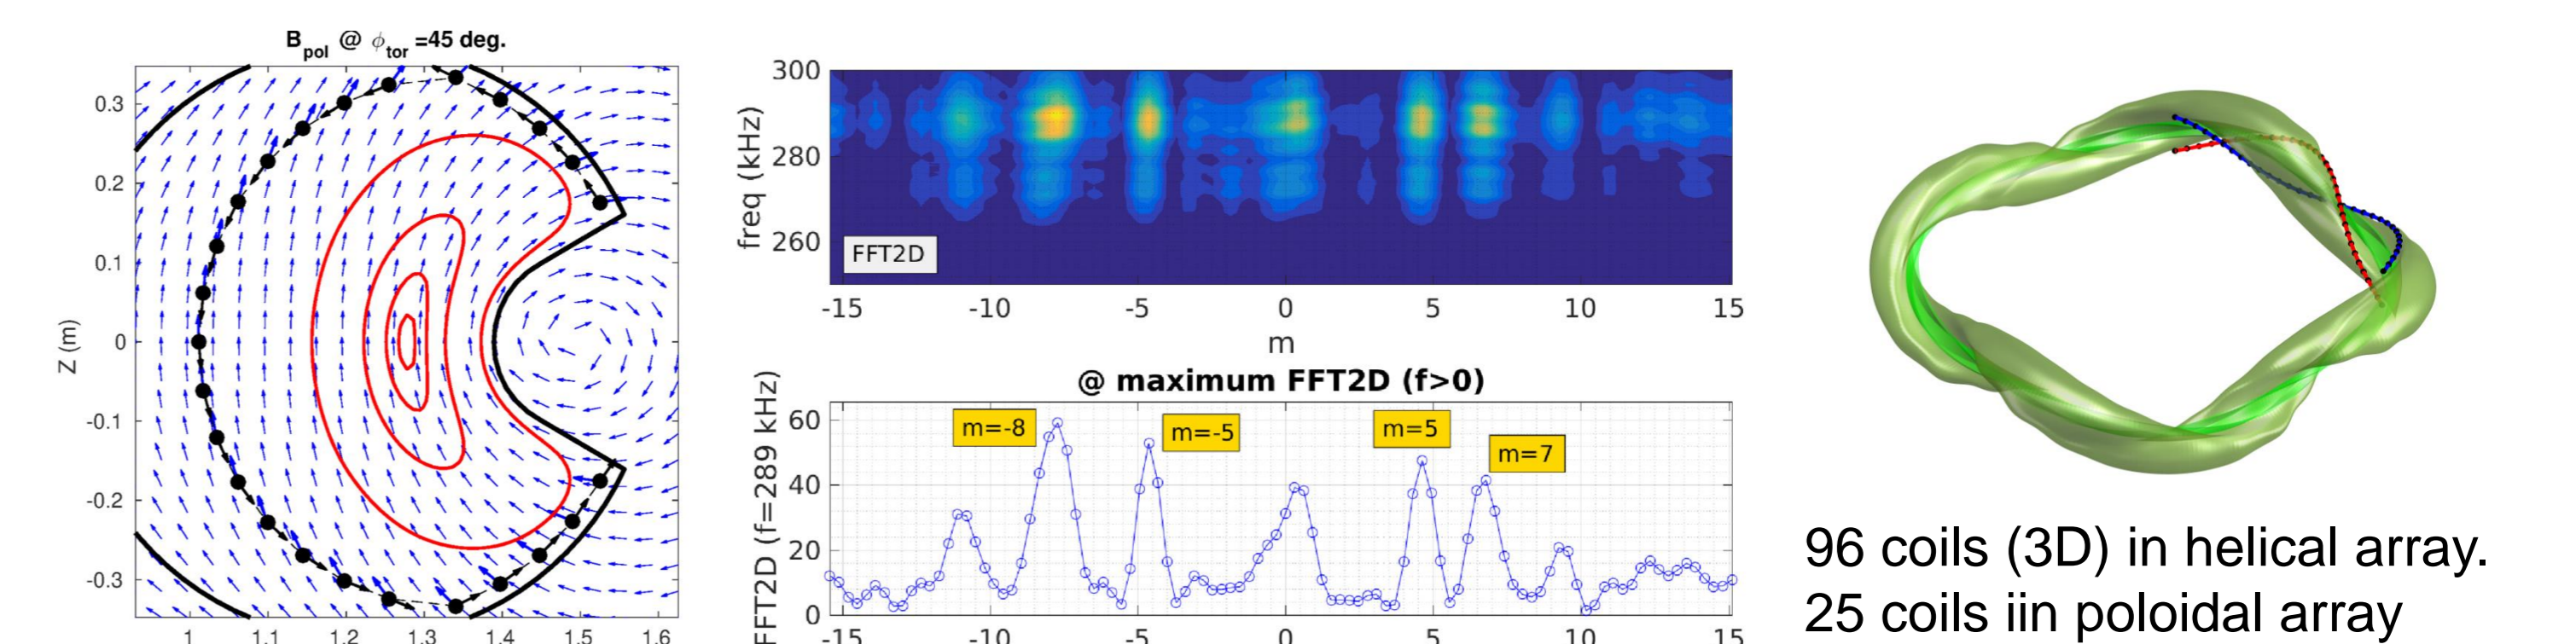 B_pol @ ϕ_tor =45 deg.
0.3
0.2
0.1
0
-0.1
-0.2
-0.3
Z (m)
1 1.1 1.2 1.3 1.4 1.5 1.6
300
280
260
freq (kHz)
FFT2D
-15 -10 -5 0 5 10 15
m
@ maximum FFT2D (f>0)
60
40
20
0
FFT2D (f=289 kHz)
m=-8
m=-5
m=5
m=7
-15 -10 -5 0 5 10 15
96 coils (3D) in helical array.
25 coils iin poloidal array